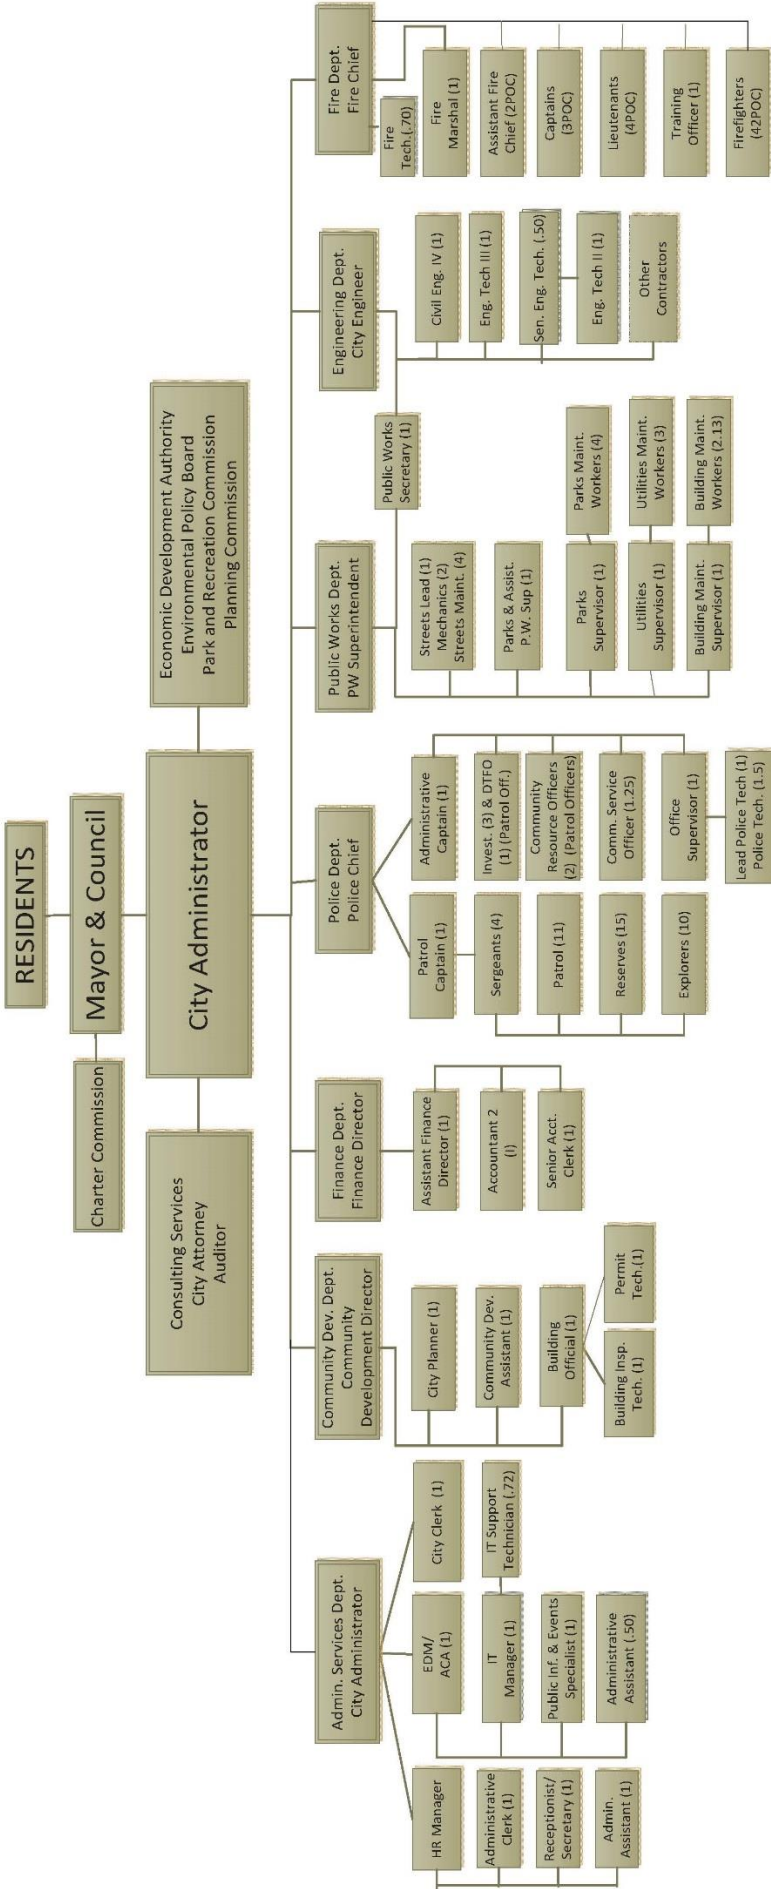 RESIDENTS
Mayor & Council
Charter Commission
City Administrator
Consulting Services
City Attorney
Auditor
Economic Development Authority
Environmental Policy Board
Park and Recreation Commission
Planning Commission
Admin. Services Dept.
City Administrator
HR Manager
Administrative
Clerk (1)
Receptionist/
Secretary (1)
Admin.
Assistant (1)
EDM/
ACA (1)
IT
Manager (1)
IT Support
Technician (.72)
Public Inf. & Events
Specialist (1)
Administrative
Assistant (.50)
City Clerk (1)
Community Dev. Dept.
Community
Development Director
City Planner (1)
Community Dev.
Assistant (1)
Building
Official (1)
Building Insp.
Tech. (1)
Permit
Tech.(1)
Finance Dept.
Finance Director
Assistant Finance
Director (1)
Accountant 2
(I)
Senior Acct.
Clerk (1)
Police Dept.
Police Chief
Patrol
Captain (1)
Sergeants (4)
Patrol (11)
Reserves (15)
Explorers (10)
Administrative
Captain (1)
Invest. (3) & DTFO
(1) (Patrol Off.)
Community
Resource Officers
(2) (Patrol Officers)
Comm. Service
Officer (1.25)
Office
Supervisor (1)
Lead Police Tech (1)
Police Tech. (1.5)
Public Works Dept.
PW Superintendent
Public Works
Secretary (1)
Streets Lead (1)
Mechanics (2)
Streets Maint. (4)
Parks & Assist.
P.W. Sup (1)
Parks
Supervisor (1)
Parks Maint.
Workers (4)
Utilities
Supervisor (1)
Utilities Maint.
Workers (3)
Building Maint.
Supervisor (1)
Building Maint.
Workers (2.13)
Engineering Dept.
City Engineer
Civil Eng. IV (1)
Eng. Tech III (1)
Sen. Eng. Tech. (.50)
Eng. Tech II (1)
Other
Contractors
Fire Dept.
Fire Chief
Fire
Tech.(.70)
Fire
Marshal (1)
Assistant Fire
Chief (2POC)
Captains
(3POC)
Lieutenants
(4POC)
Training
Officer (1)
Firefighters
(42POC)